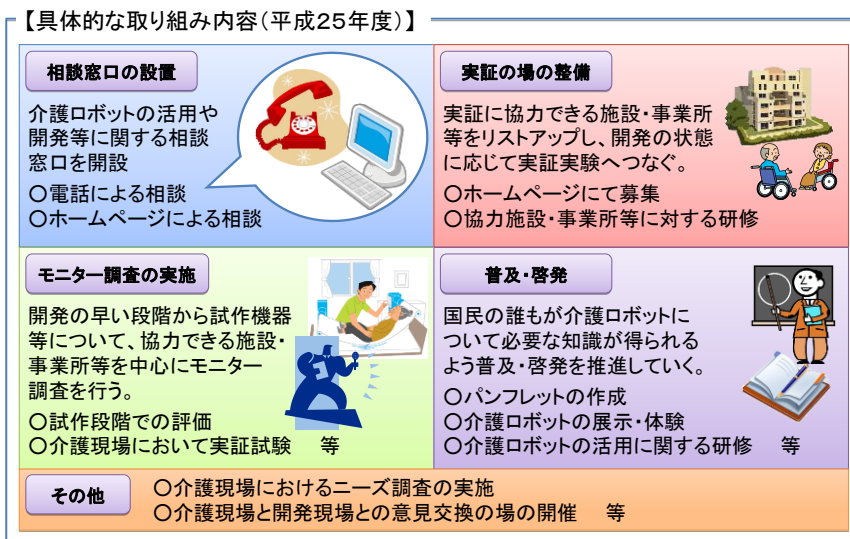 【具体的な取り組み内容(平成25年度)】
相談窓口の設置
介護ロボットの活用や
開発等に関する相談
窓口を開設
○電話による相談
○ホームページによる相談
実証の場の整備
実証に協力できる施設・事業所
等をリストアップし、開発の状態
に応じて実証実験へつなぐ。
○ホームページにて募集
○協力施設・事業所等に対する研修
モニター調査の実施
開発の早い段階から試作機器
等について、協力できる施設・
事業所等を中心にモニター
調査を行う。
○試作段階での評価
○介護現場において実証試験 等
普及・啓発
国民の誰もが介護ロボットに
ついて必要な知識が得られる
よう普及・啓発を推進していく。
○パンフレットの作成
○介護ロボットの展示・体験
○介護ロボットの活用に関する研修 等
その他
○介護現場におけるニーズ調査の実施
○介護現場と開発現場との意見交換の場の開催 等